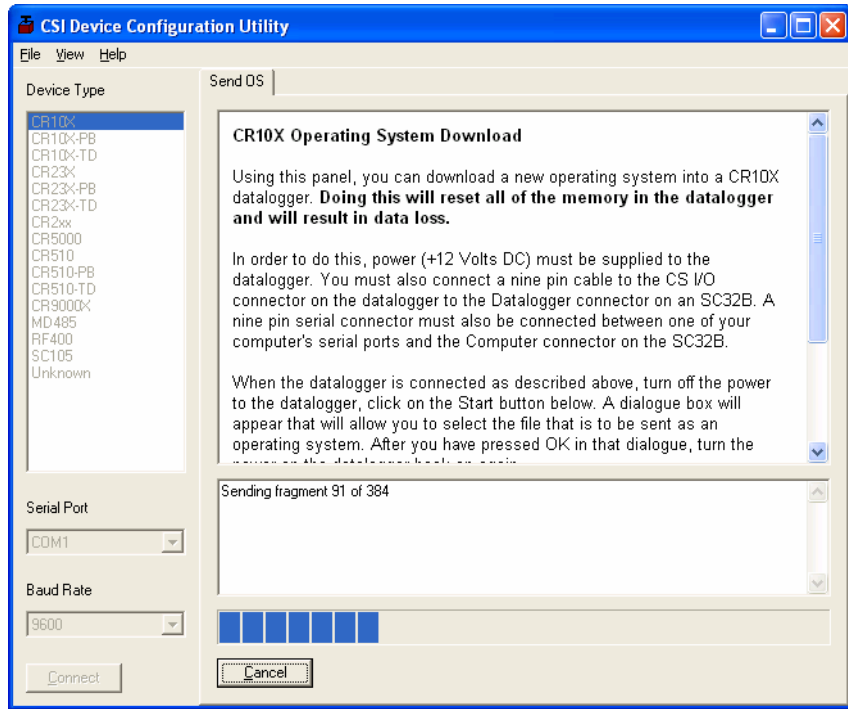 CSI Device Configuration Utility
File View Help
Device Type
Send OS
CR10X
CR10X-PB
CR10X-TD
CR23X
CR23X-PB
CR23X-TD
CR2xx
CR5000
CR510
CR510-PB
CR510-TD
CR9000X
MD485
RF400
SC105
Unknown
CR10X Operating System Download
Using this panel, you can download a new operating system into a CR10X
datalogger. Doing this will reset all of the memory in the datalogger
and will result in data loss.
In order to do this, power (+12 Volts DC) must be supplied to the
datalogger. You must also connect a nine pin cable to the CS I/O
connector on the datalogger to the Datalogger connector on an SC32B. A
nine pin serial connector must also be connected between one of your
computer's serial ports and the Computer connector on the SC32B.
When the datalogger is connected as described above, turn off the power
to the datalogger, click on the Start button below. A dialogue box will
appear that will allow you to select the file that is to be sent as an
operating system. After you have pressed OK in that dialogue, turn the
power on the datalogger back on again
Serial Port
COM1
Baud Rate
9600
Connect
Sending fragment 91 of 384
Cancel